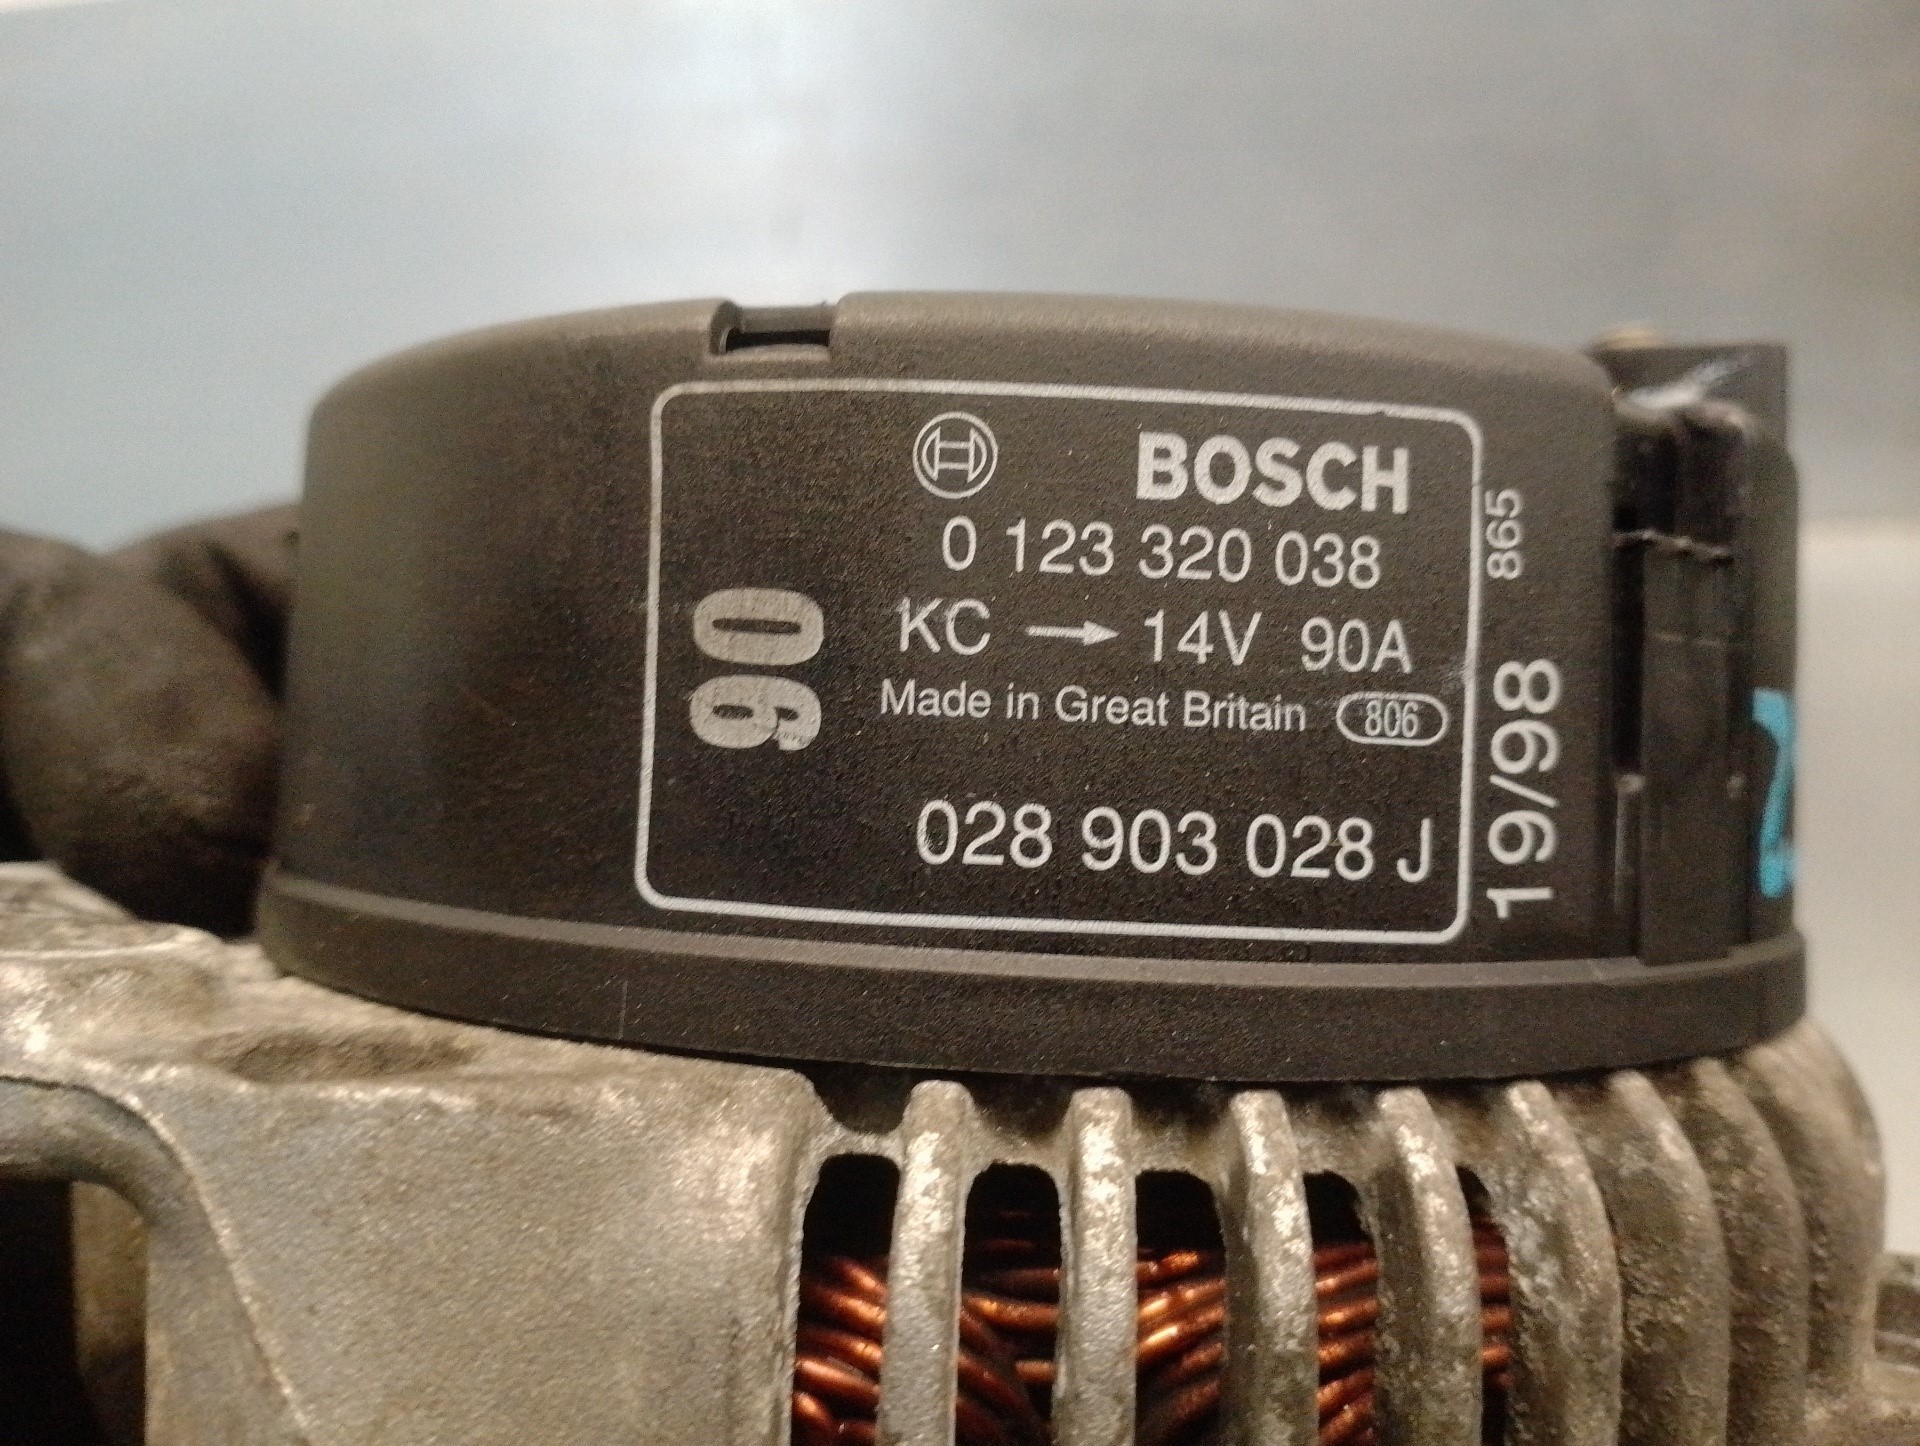 BOSCH
0 123 320 038
KC → 14V 90A
Made in Great Britain 806
028 903 028 J
90
865
19/98